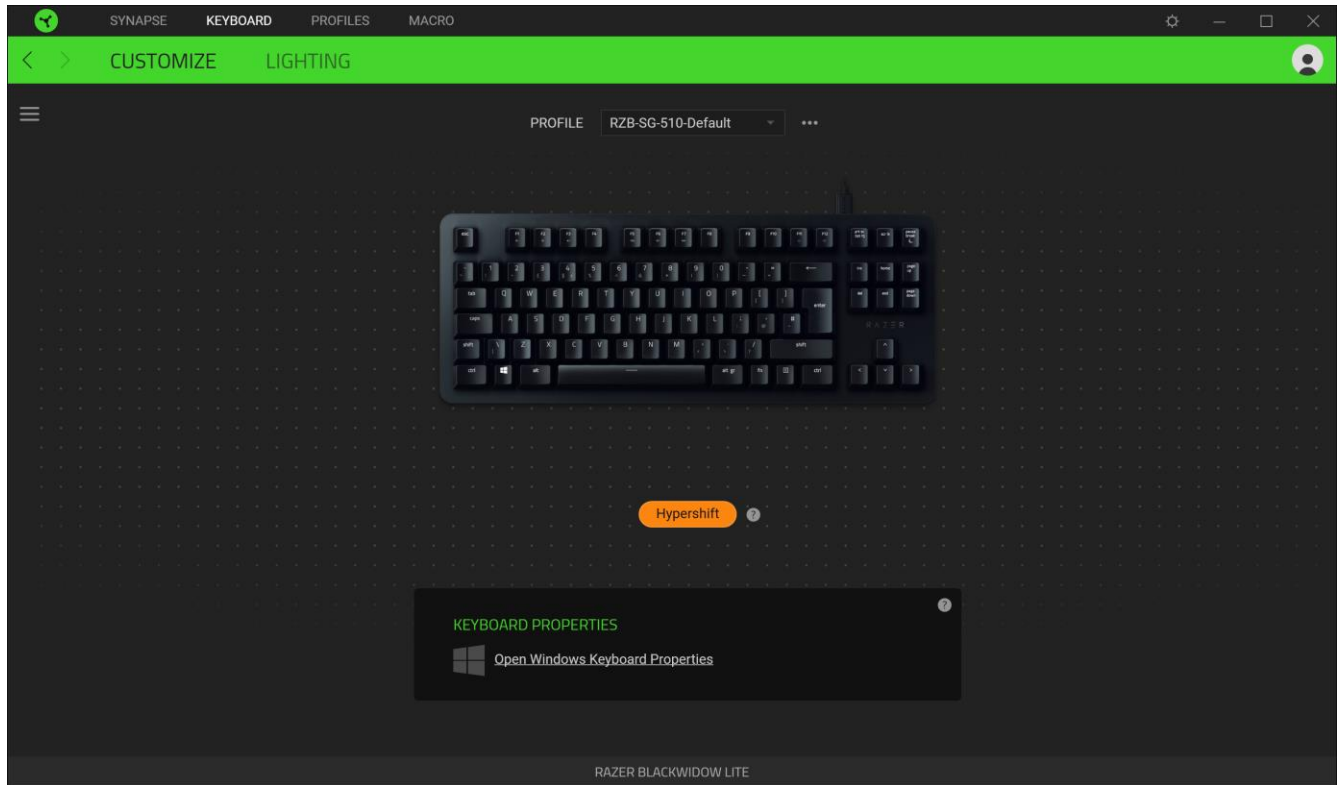 SYNAPSE KEYBOARD PROFILES MACRO
CUSTOMIZE LIGHTING
PROFILE RZB-SG-510-Default
Q W E R T Y U I O P
A S D F G H J K L
RAZER
Z X C V B N M
Hypershift ?
?
KEYBOARD PROPERTIES
Open Windows Keyboard Properties
RAZER BLACKWIDOW LITE